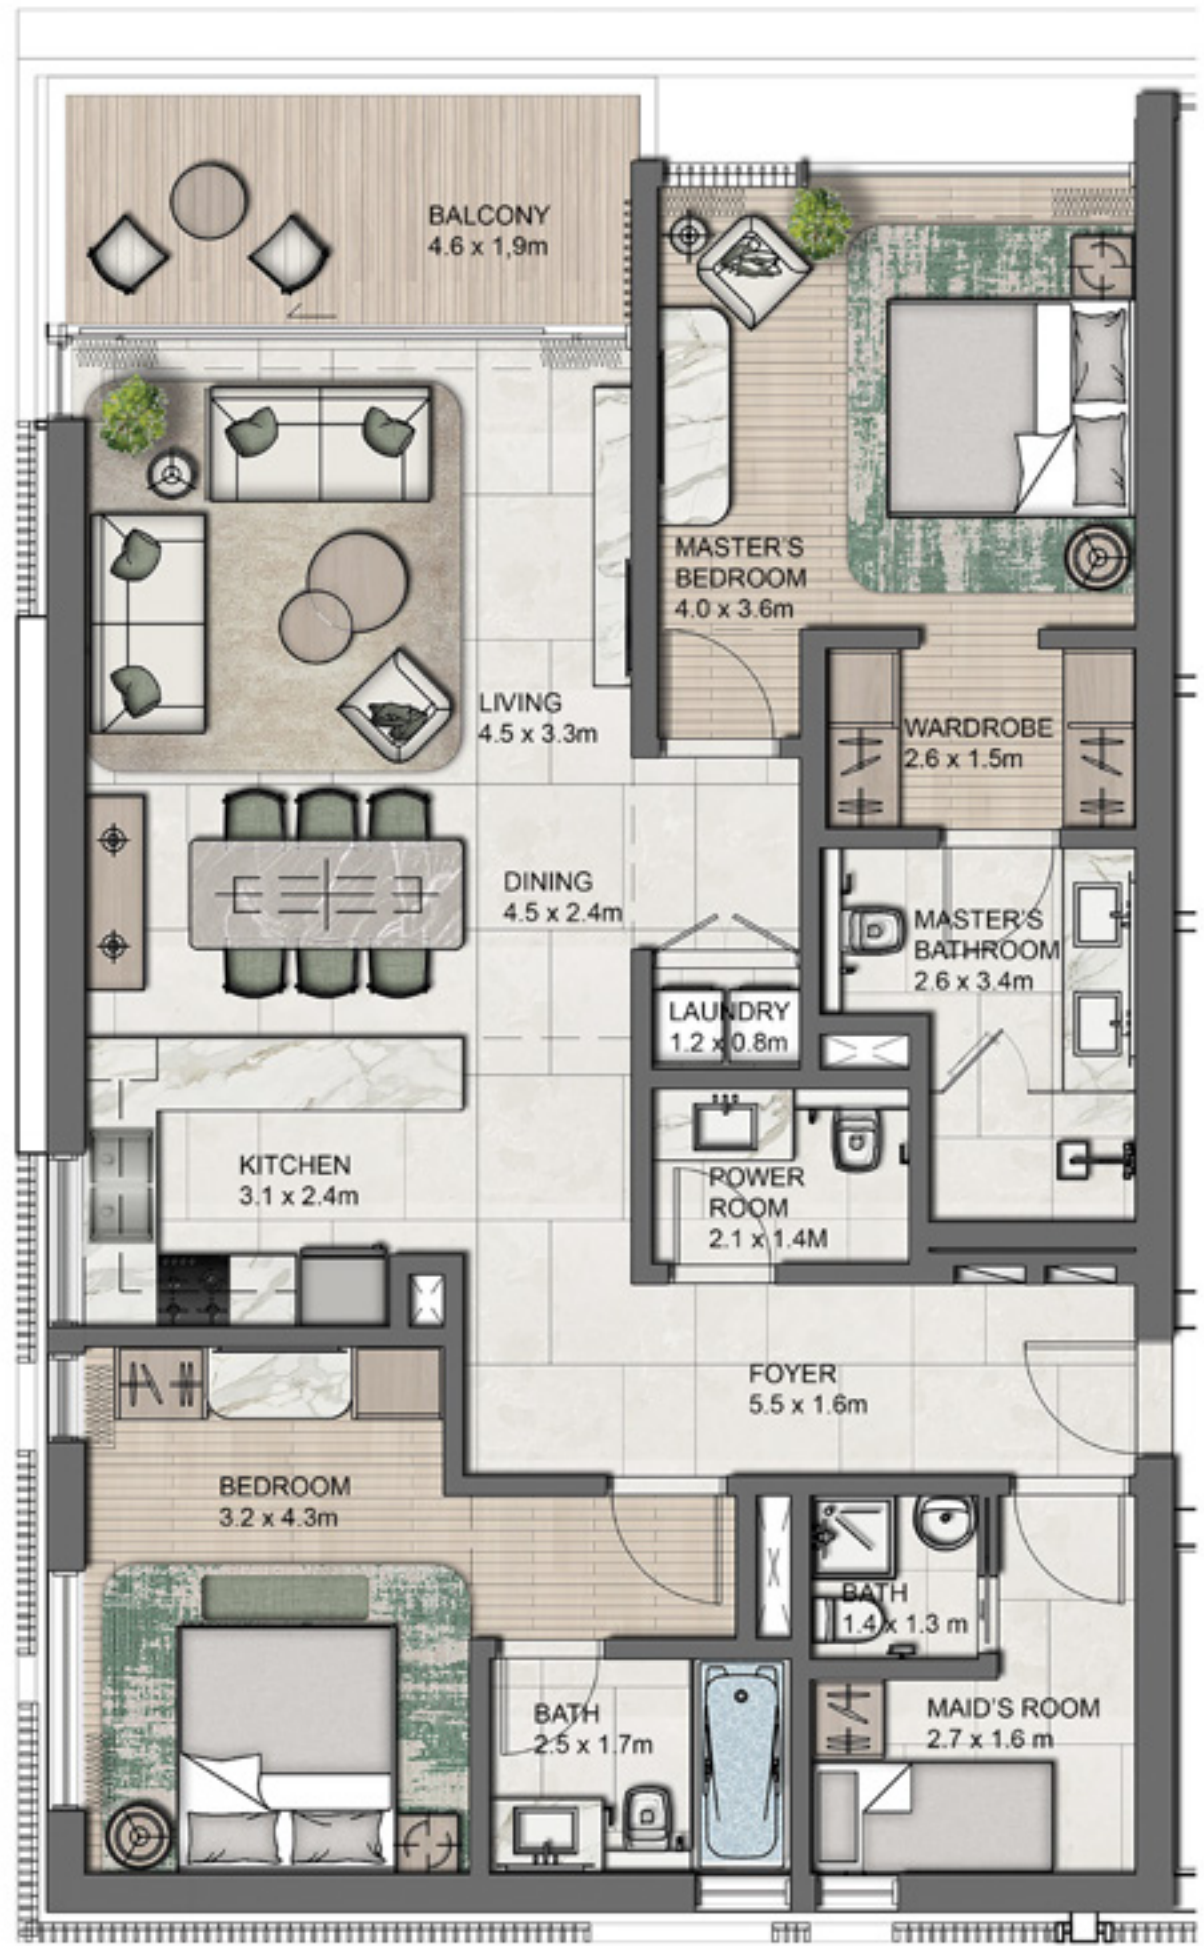 BALCONY
4.6 x 1,9m
MASTER'S
BEDROOM
4.0 x 3.6m
LIVING
4.5 x 3.3m
WARDROBE
2.6 x 1.5m
DINING
4.5 x 2.4m
MASTER'S
BATHROOM
2.6 x 3.4m
LAUNDRY
1.2 x 0.8m
KITCHEN
3.1 x 2.4m
POWER
ROOM
2.1 x 1.4M
FOYER
5.5 x 1.6m
BEDROOM
3.2 x 4.3m
BATH
1.4 x 1.3 m
BATH
2.5 x 1.7m
MAID'S ROOM
2.7 x 1.6 m